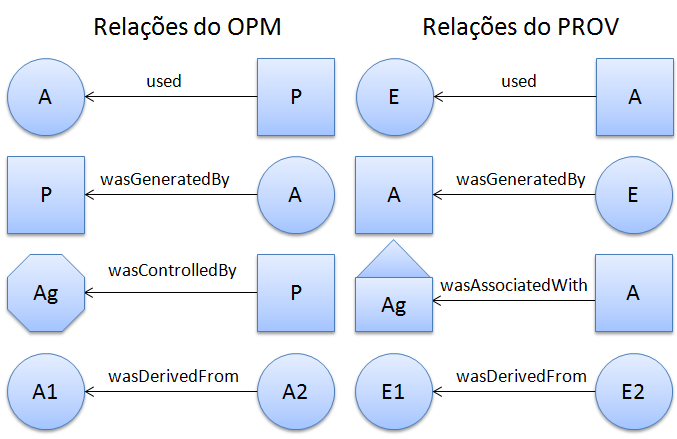 Relações do OPM
Relações do PROV
A
used
P
E
used
A
P
wasGeneratedBy
A
A
wasGeneratedBy
E
Ag
wasControlledBy
P
Ag
wasAssociatedWith
A
A1
wasDerivedFrom
A2
E1
wasDerivedFrom
E2